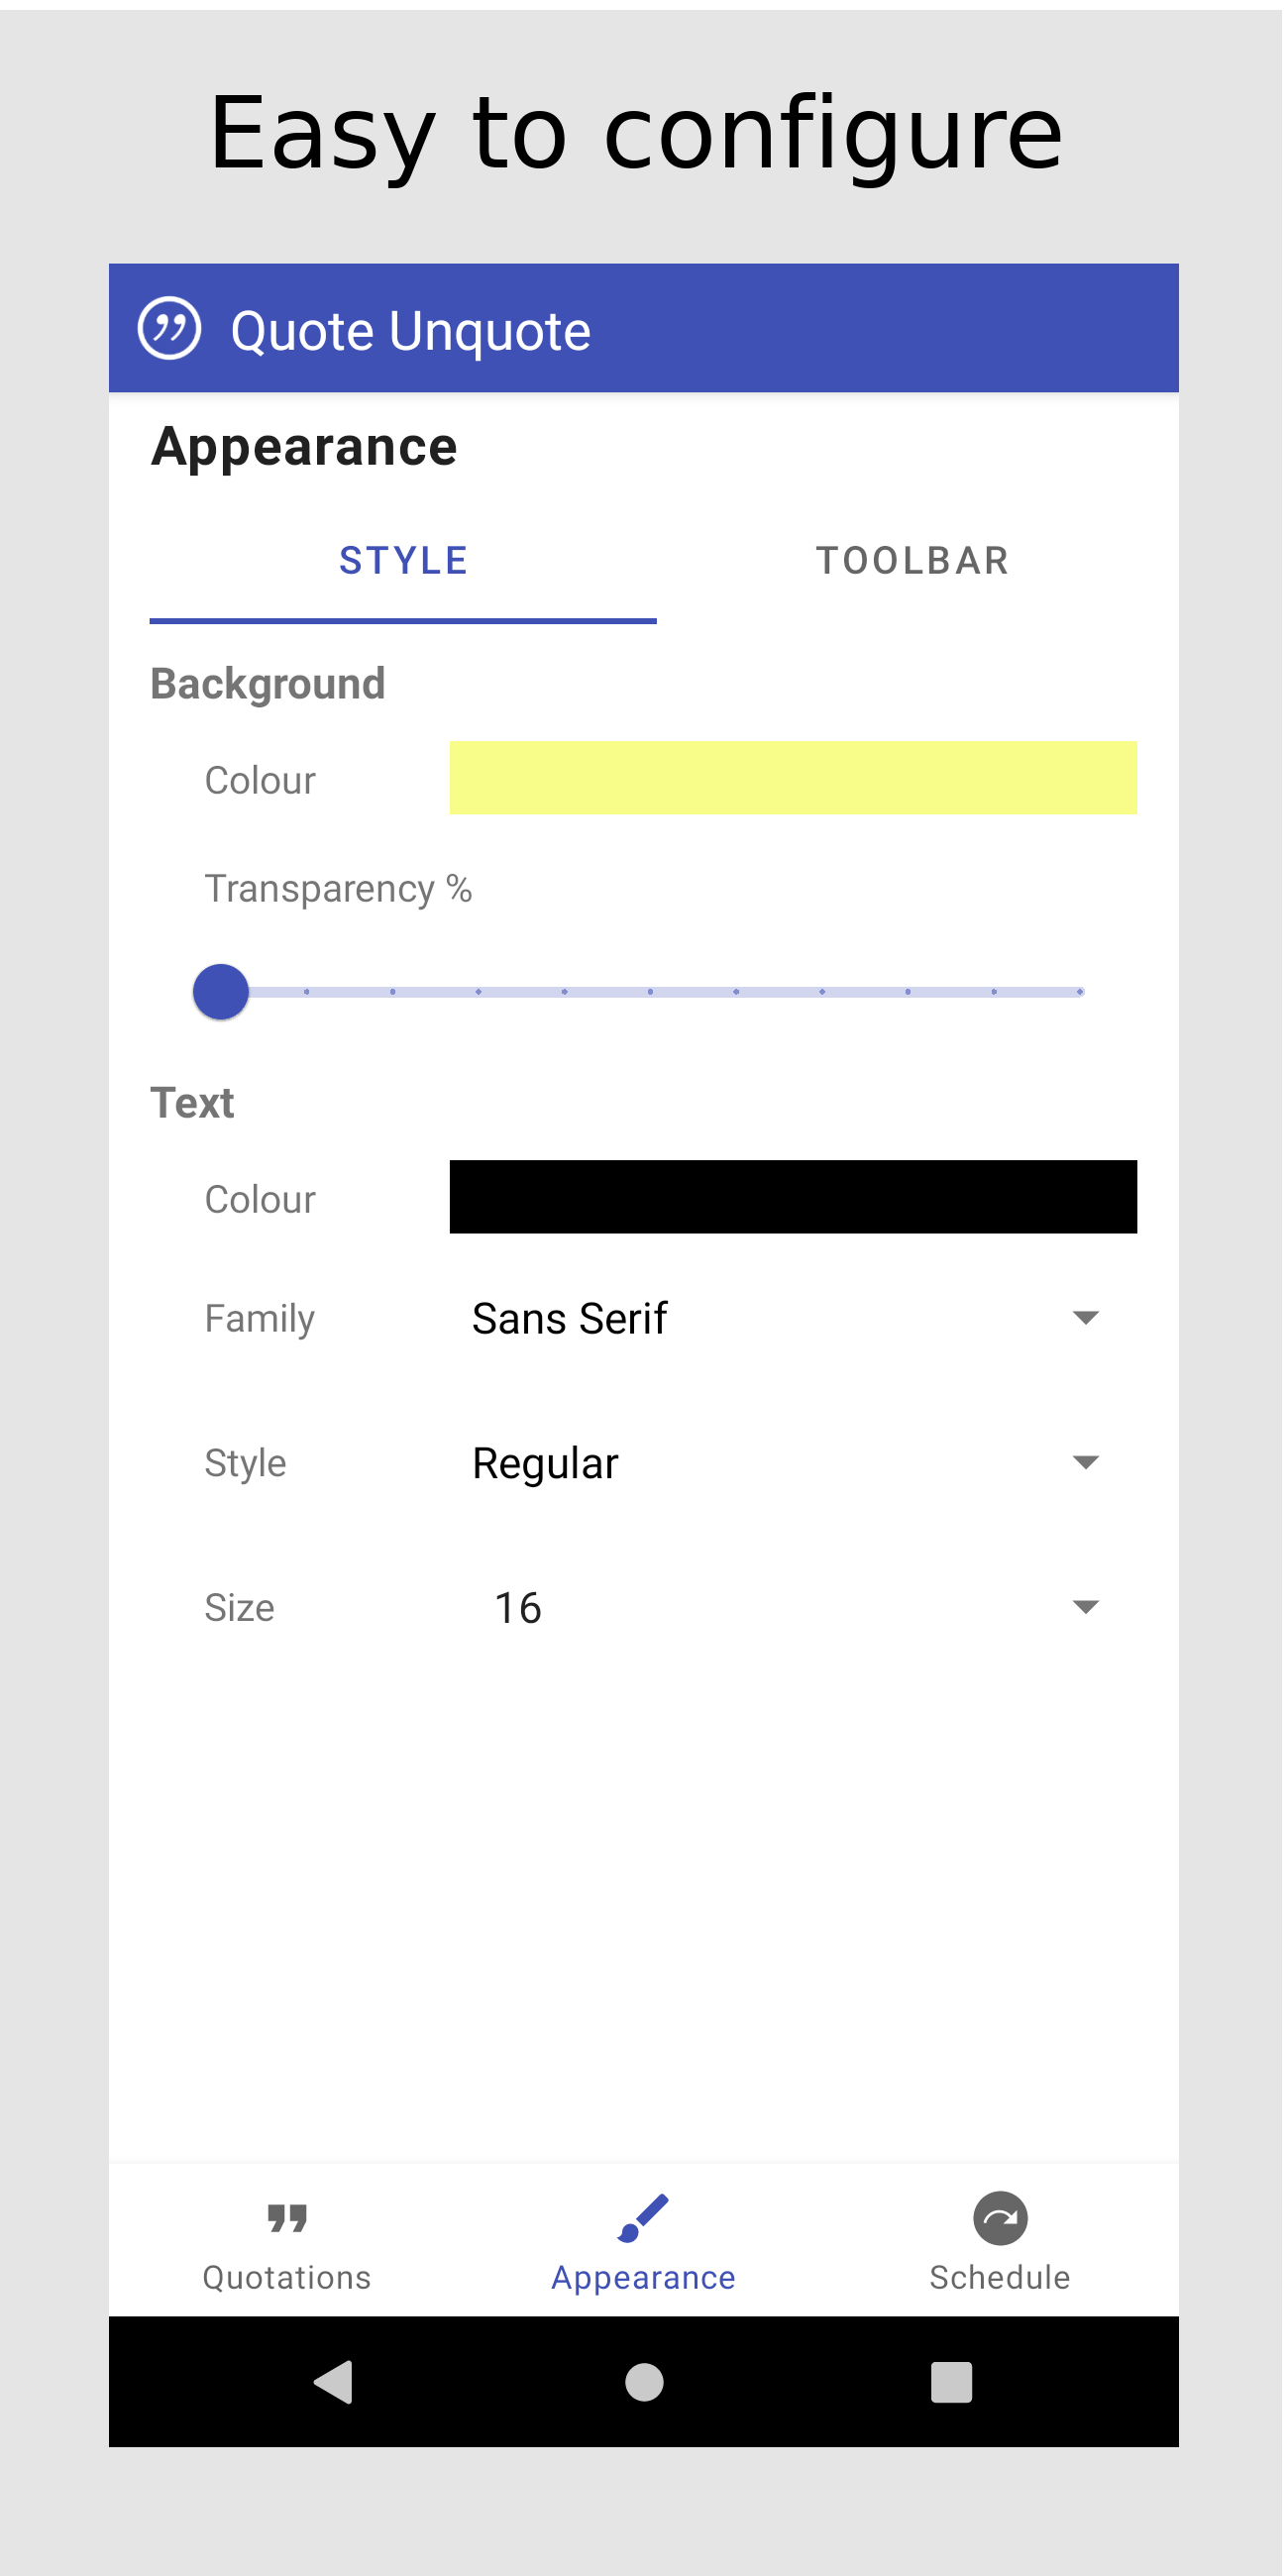 Easy to configure
Quote Unquote
Appearance
STYLE TOOLBAR
Background
Colour
Transparency %
Text
Colour
Family Sans Serif
Style Regular
Size 16
Quotations Appearance Schedule